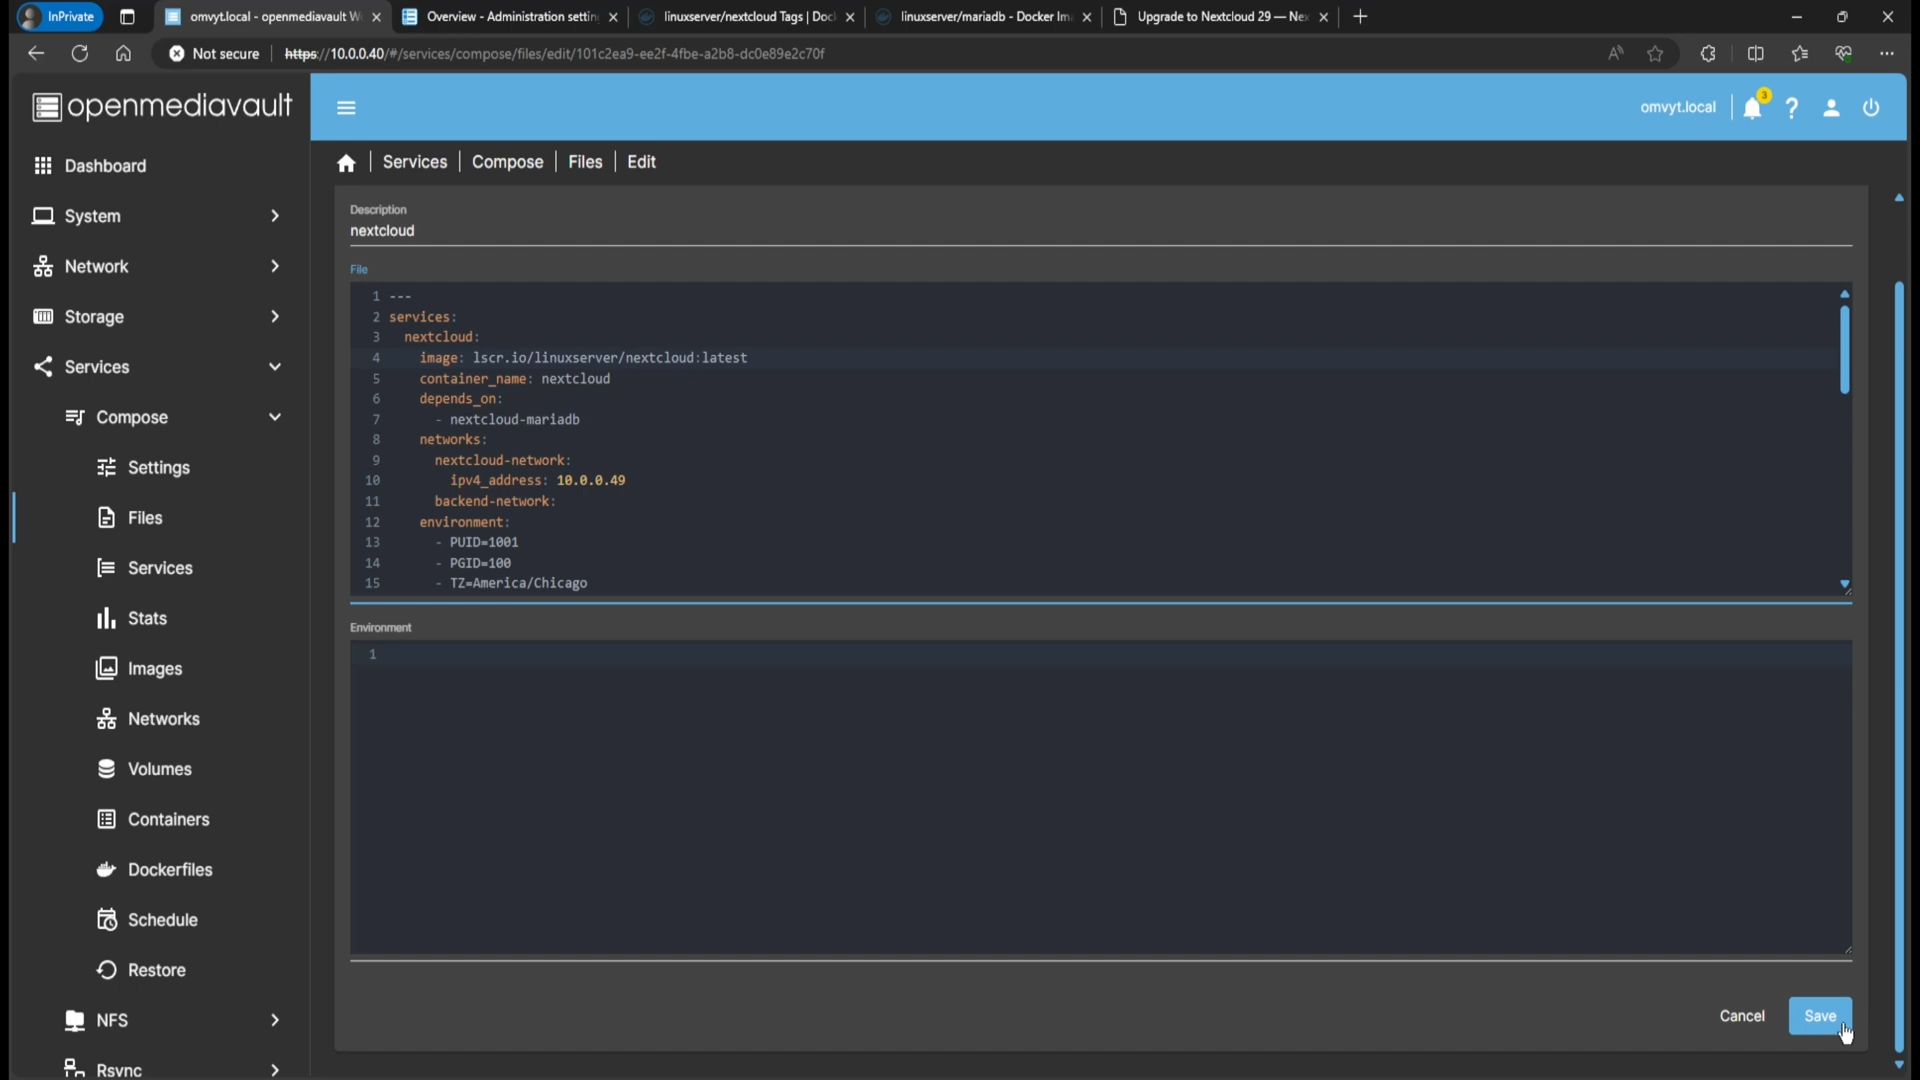 InPrivate
omvyt.local - openmediavault W
Overview - Administration settin
linuxserver/nextcloud Tags | Doc
linuxserver/mariadb - Docker Im
Upgrade to Nextcloud 29 — Nex
Not secure
https://10.0.0.40/#/services/compose/files/edit/101c2ea9-ee2f-4fbe-a2b8-dc0e89e2c70f
openmediavault
omvyt.local
3
Dashboard
System
Network
Storage
Services
Compose
Settings
Files
Services
Stats
Images
Networks
Volumes
Containers
Dockerfiles
Schedule
Restore
NFS
Rsync
Services | Compose | Files | Edit
Description
nextcloud
File
1 ---
2 services:
3 nextcloud:
4 image: lscr.io/linuxserver/nextcloud:latest
5 container_name: nextcloud
6 depends_on:
7 - nextcloud-mariadb
8 networks:
9 nextcloud-network:
10 ipv4_address: 10.0.0.49
11 backend-network:
12 environment:
13 - PUID=1001
14 - PGID=100
15 - TZ=America/Chicago
Environment
1
Cancel
Save